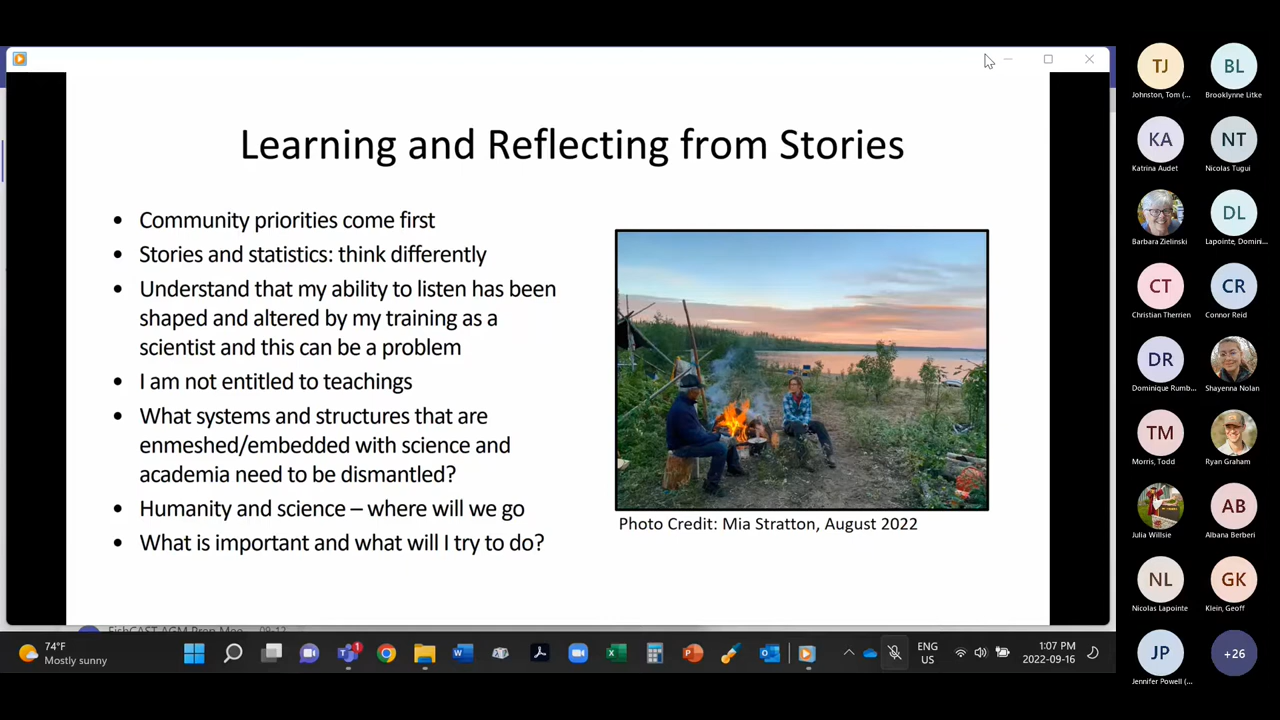 Learning and Reflecting from Stories
• Community priorities come first
• Stories and statistics: think differently
• Understand that my ability to listen has been
shaped and altered by my training as a
scientist and this can be a problem
• I am not entitled to teachings
• What systems and structures that are
enmeshed/embedded with science and
academia need to be dismantled?
• Humanity and science – where will we go
• What is important and what will I try to do?
Photo Credit: Mia Stratton, August 2022
TJ
Johnston, Tom (...
BL
Brooklynne Litke
KA
Katrina Audet
NT
Nicolas Tugui
Barbara Zielinski
DL
Lapointe, Domini...
CT
Christian Therrien
CR
Connor Reid
DR
Dominique Rumb...
Shayenna Nolan
TM
Morris, Todd
Ryan Graham
Julia Willsie
AB
Albana Berberi
NL
Nicolas Lapointe
GK
Klein, Geoff
JP
Jennifer Powell (...
+26
74°F
Mostly sunny
1
ENG
US
1:07 PM
2022-09-16